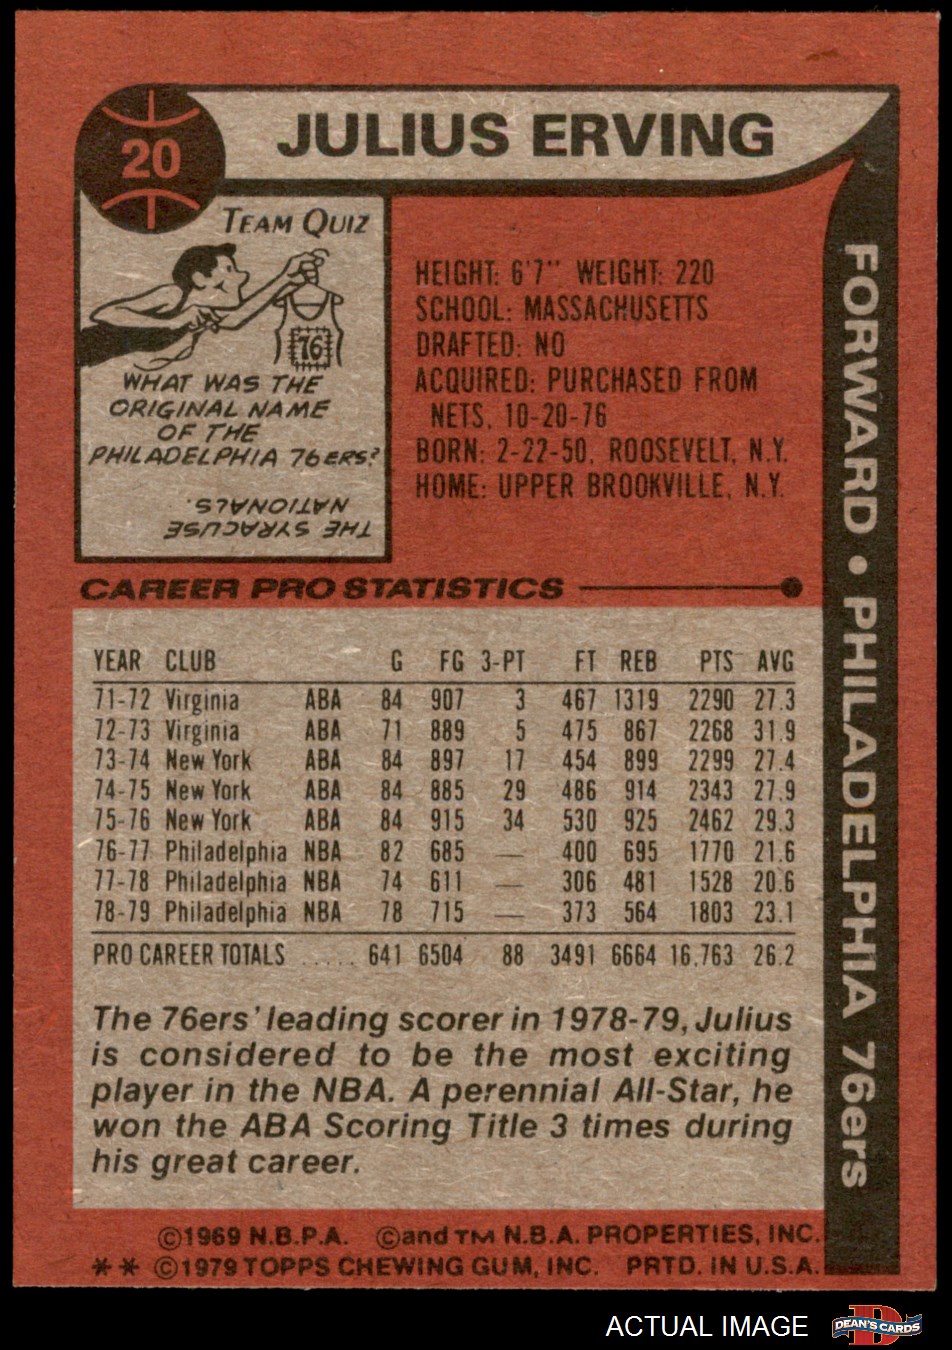 20
JULIUS ERVING
TEAM QUIZ
76
WHAT WAS THE
ORIGINAL NAME
OF THE
PHILADELPHIA 76ERS?
THE SYRACUSE
NATIONALS.
HEIGHT: 6'7" WEIGHT: 220
SCHOOL: MASSACHUSETTS
DRAFTED: NO
ACQUIRED: PURCHASED FROM
NETS, 10-20-76
BORN: 2-22-50, ROOSEVELT, N.Y.
HOME: UPPER BROOKVILLE, N.Y.
FORWARD • PHILADELPHIA 76ers
CAREER PRO STATISTICS
YEAR CLUB G FG 3-PT FT REB PTS AVG
71-72 Virginia ABA 84 907 3 467 1319 2290 27.3
72-73 Virginia ABA 71 889 5 475 867 2268 31.9
73-74 New York ABA 84 897 17 454 899 2299 27.4
74-75 New York ABA 84 885 29 486 914 2343 27.9
75-76 New York ABA 84 915 34 530 925 2462 29.3
76-77 Philadelphia NBA 82 685 — 400 695 1770 21.6
77-78 Philadelphia NBA 74 611 — 306 481 1528 20.6
78-79 Philadelphia NBA 78 715 — 373 564 1803 23.1
PRO CAREER TOTALS ..... 641 6504 88 3491 6664 16,763 26.2
The 76ers' leading scorer in 1978-79, Julius
is considered to be the most exciting
player in the NBA. A perennial All-Star, he
won the ABA Scoring Title 3 times during
his great career.
©1969 N.B.P.A. ©and TM N.B.A. PROPERTIES, INC.
** ©1979 TOPPS CHEWING GUM, INC. PRTD. IN U.S.A.
ACTUAL IMAGE
D
DEAN'S CARDS